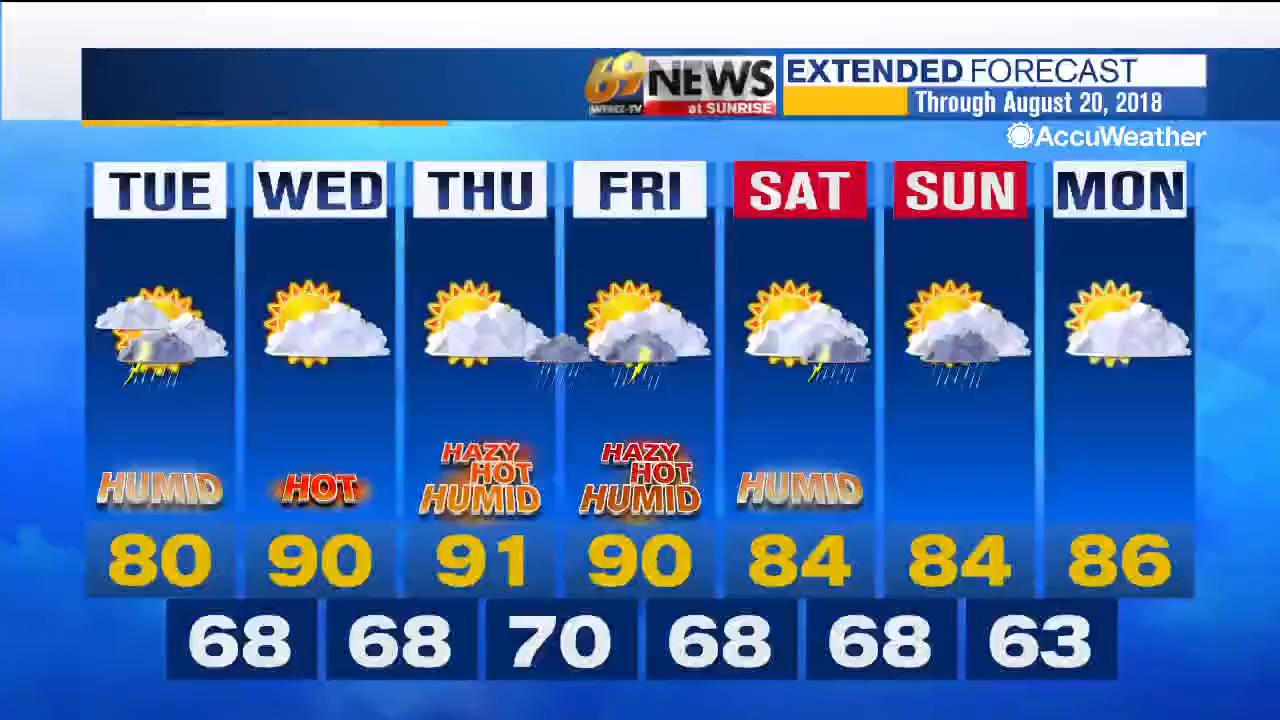 69 NEWS
WFMZ-TV
at SUNRISE
EXTENDED FORECAST
Through August 20, 2018
AccuWeather
TUE WED THU FRI SAT SUN MON
HAZY HAZY
HOT HOT
HUMID HOT HUMID HUMID HUMID
80 90 91 90 84 84 86
68 68 70 68 68 63